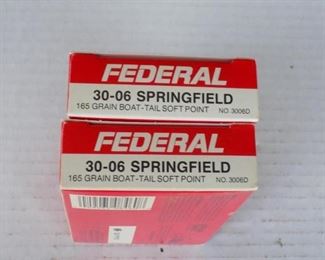 FEDERAL
30-06 SPRINGFIELD
165 GRAIN BOAT-TAIL SOFT POINT NO. 3006D
FEDERAL
30-06 SPRINGFIELD
165 GRAIN BOAT-TAIL SOFT POINT NO. 3006D